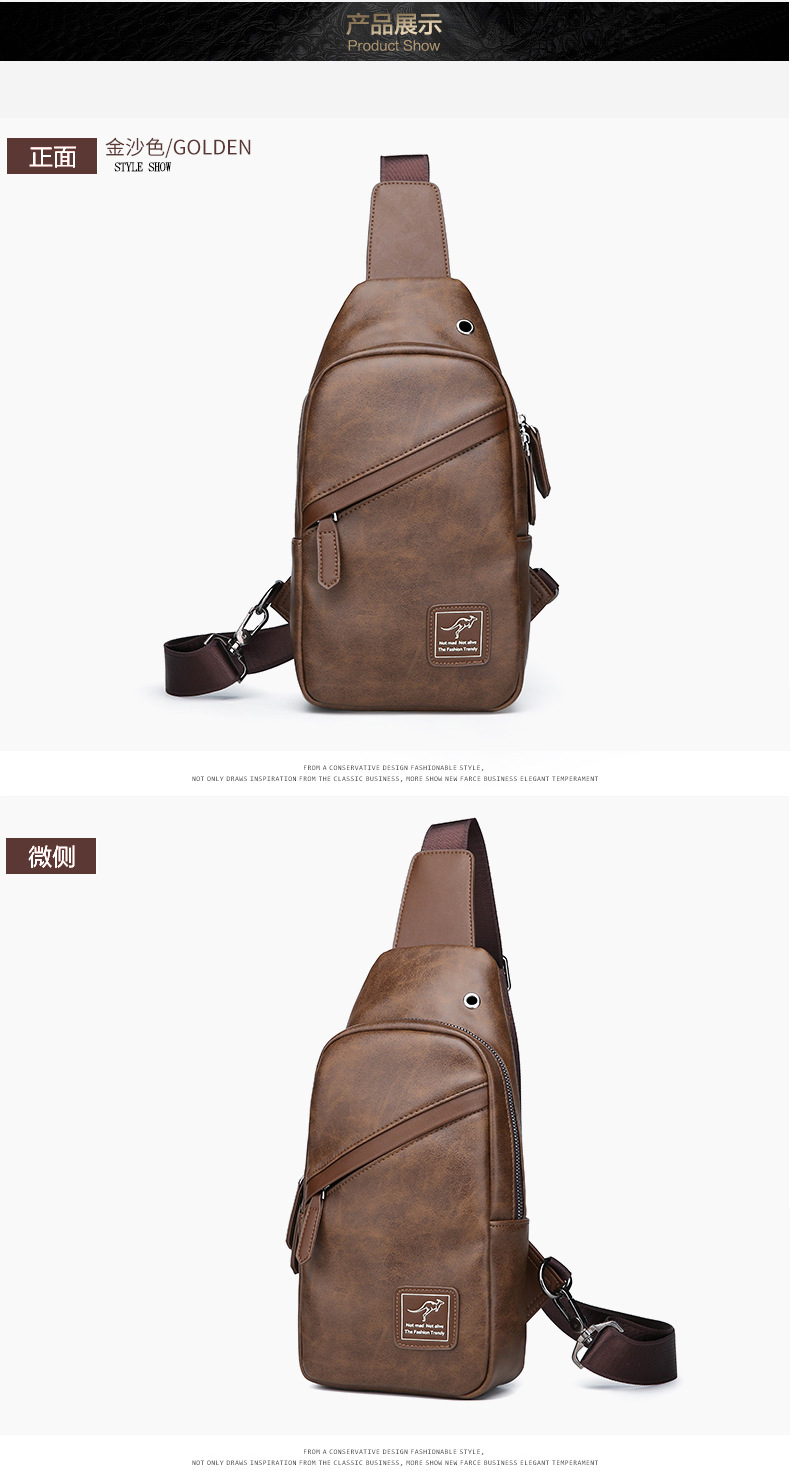 产品展示
Product Show
正面
金沙色/GOLDEN
STYLE SHOW
Not mad Not alive
The Fashion Trendy
FROM A CONSERVATIVE DESIGN FASHIONABLE STYLE,
NOT ONLY DRAWS INSPIRATION FROM THE CLASSIC BUSINESS, MORE SHOW NEW FARCE BUSINESS ELEGANT TEMPERAMENT
微侧
Not mad Not alive
The Fashion Trendy
FROM A CONSERVATIVE DESIGN FASHIONABLE STYLE,
NOT ONLY DRAWS INSPIRATION FROM THE CLASSIC BUSINESS, MORE SHOW NEW FARCE BUSINESS ELEGANT TEMPERAMENT